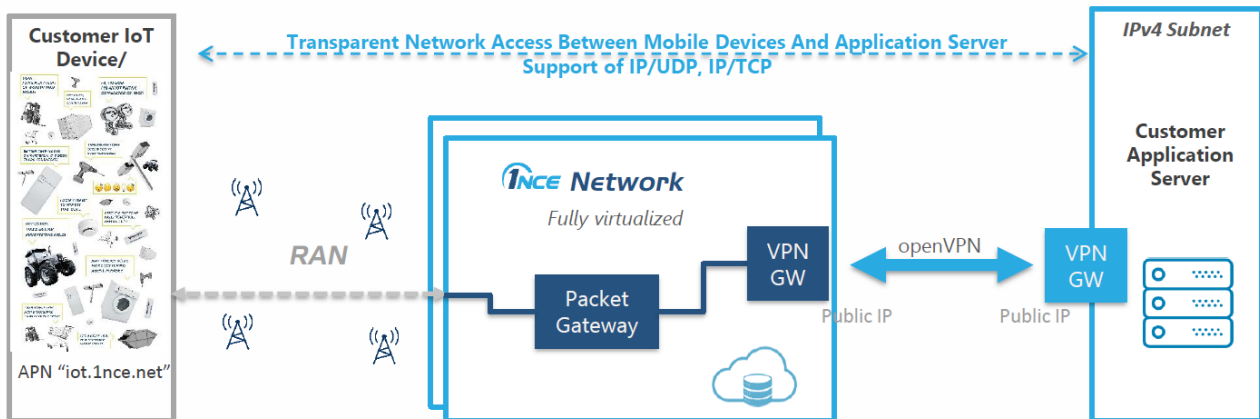 Customer IoT
Device/
APN “iot.1nce.net”
Transparent Network Access Between Mobile Devices And Application Server
Support of IP/UDP, IP/TCP
RAN
1NCE Network
Fully virtualized
Packet
Gateway
VPN
GW
Public IP
openVPN
Public IP
VPN
GW
IPv4 Subnet
Customer
Application
Server